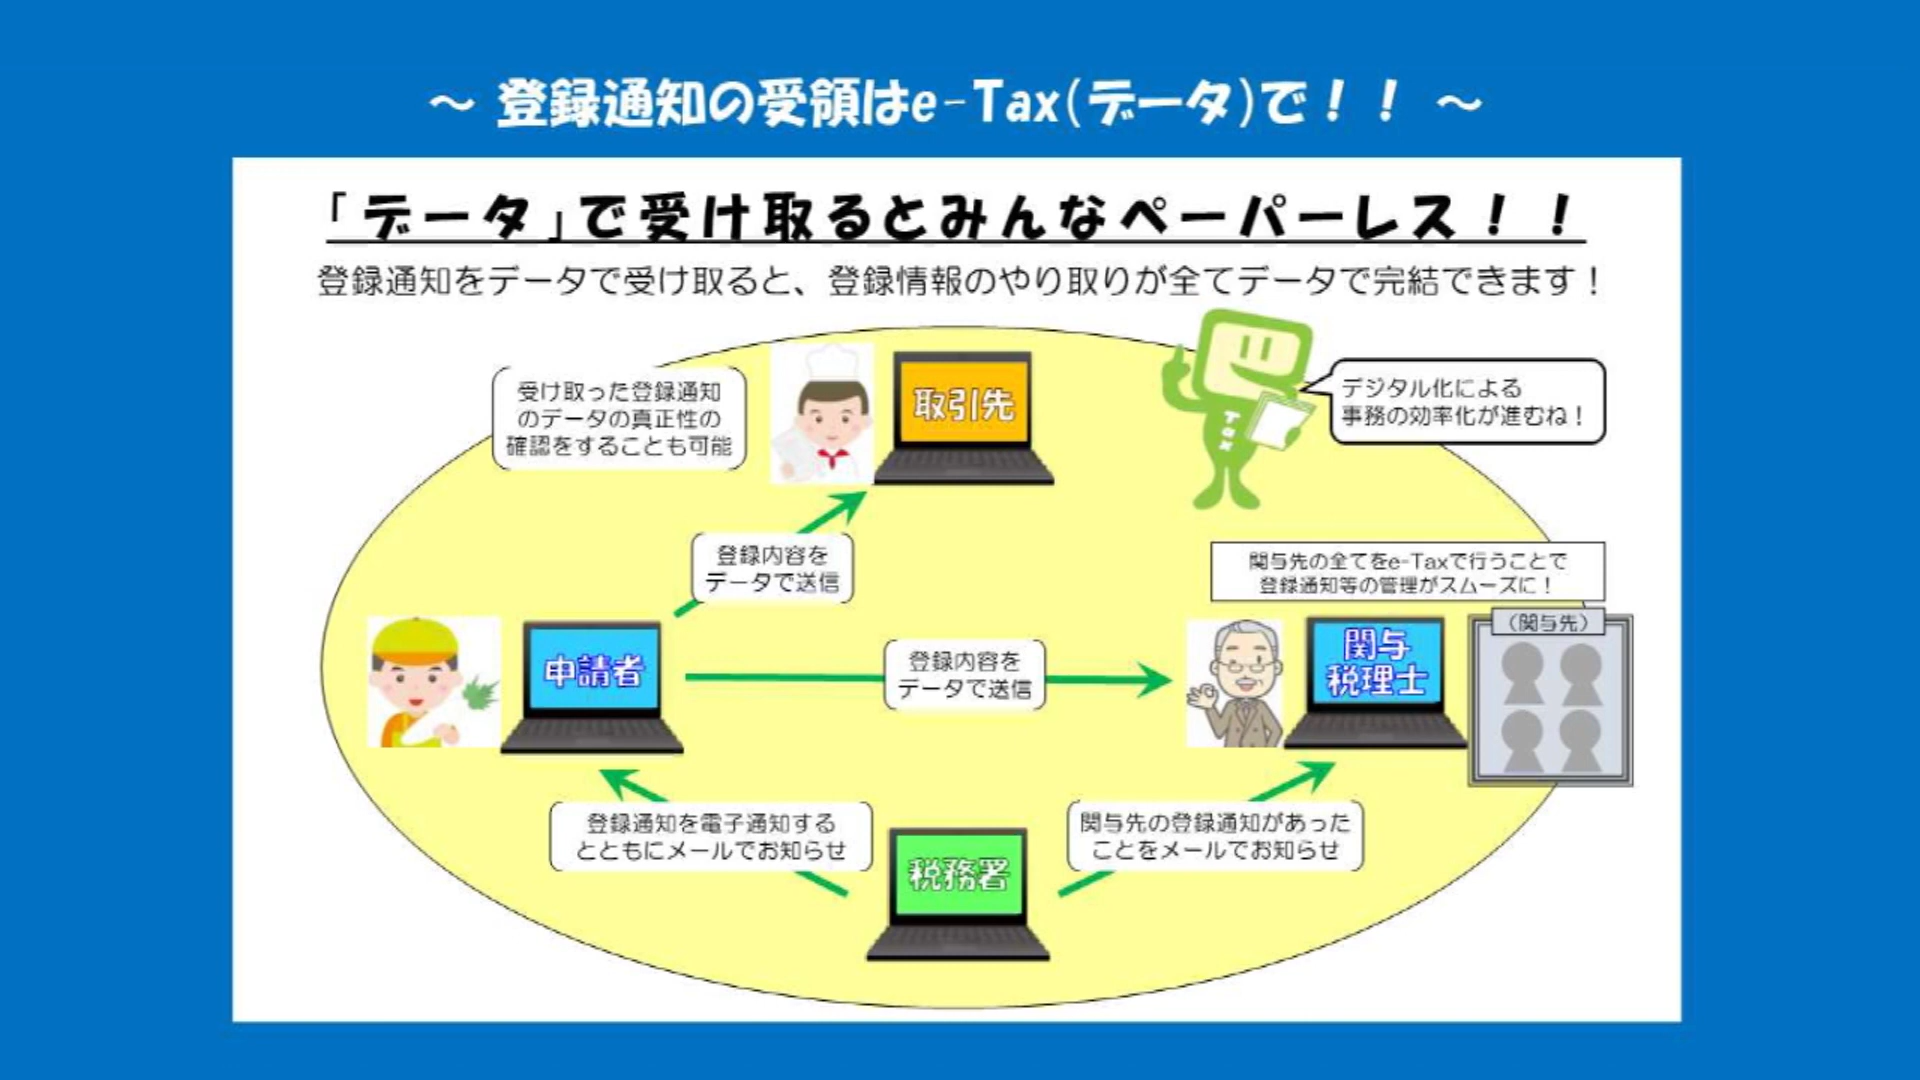 ～ 登録通知の受領はe-Tax(データ)で！！ ～
「データ」で受け取るとみんなペーパーレス！！
登録通知をデータで受け取ると、登録情報のやり取りが全てデータで完結できます！
受け取った登録通知
のデータの真正性の
確認をすることも可能
取引先
Tax
デジタル化による
事務の効率化が進むね！
登録内容を
データで送信
関与先の全てをe-Taxで行うことで
登録通知等の管理がスムーズに！
申請者
登録内容を
データで送信
関与
税理士
（関与先）
登録通知を電子通知する
とともにメールでお知らせ
税務署
関与先の登録通知があった
ことをメールでお知らせ